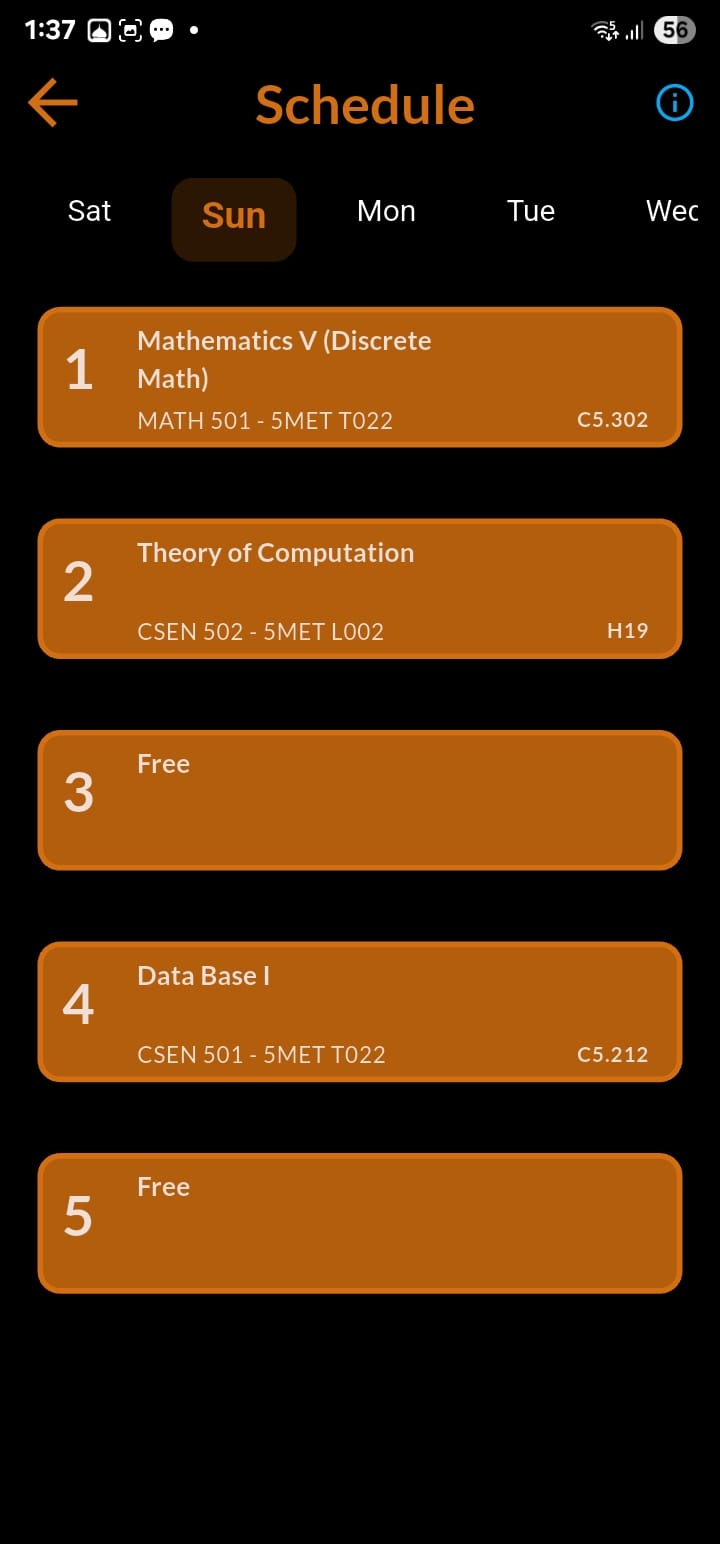 1:37
5
56
Schedule
Sat Sun Mon Tue Wec
1
Mathematics V (Discrete
Math)
MATH 501 - 5MET T022 C5.302
2
Theory of Computation
CSEN 502 - 5MET L002 H19
3
Free
4
Data Base I
CSEN 501 - 5MET T022 C5.212
5
Free